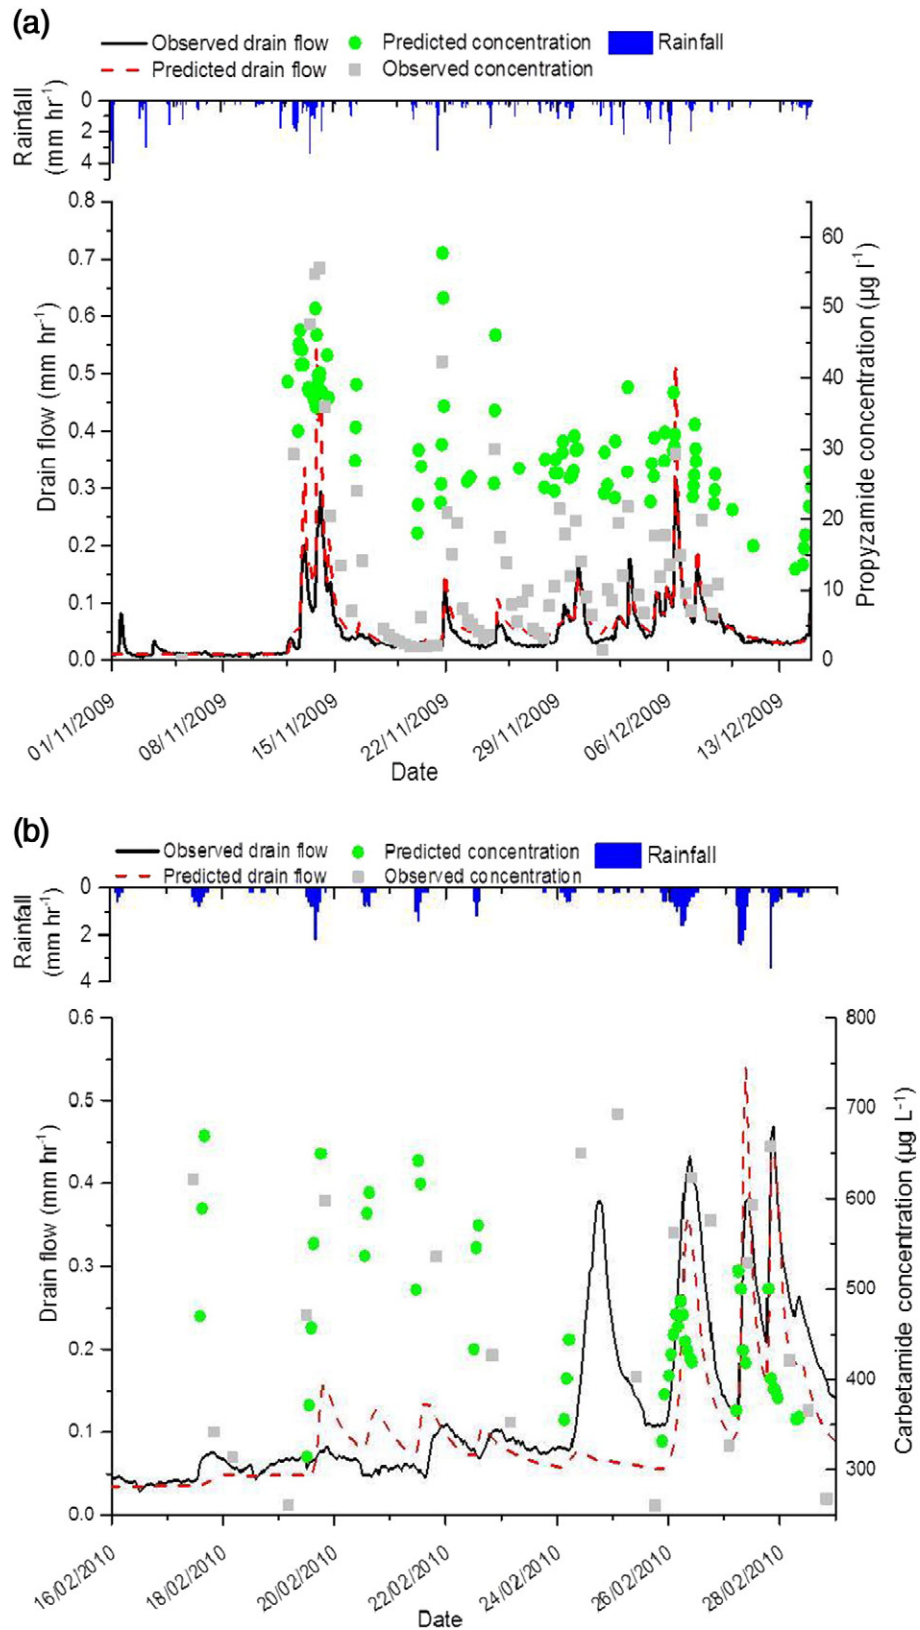 (a)
Observed drain flow Predicted concentration Rainfall
Predicted drain flow Observed concentration
Rainfall
(mm hr⁻¹)
0
2
4
Drain flow (mm hr⁻¹)
0.8
0.7
0.6
0.5
0.4
0.3
0.2
0.1
0.0
Propyzamide concentration (µg l⁻¹)
60
50
40
30
20
10
0
01/11/2009 08/11/2009 15/11/2009 22/11/2009 29/11/2009 06/12/2009 13/12/2009
Date
(b)
Observed drain flow Predicted concentration Rainfall
Predicted drain flow Observed concentration
Rainfall
(mm hr⁻¹)
0
2
4
Drain flow (mm hr⁻¹)
0.6
0.5
0.4
0.3
0.2
0.1
0.0
Carbetamide concentration (µg L⁻¹)
800
700
600
500
400
300
16/02/2010 18/02/2010 20/02/2010 22/02/2010 24/02/2010 26/02/2010 28/02/2010
Date